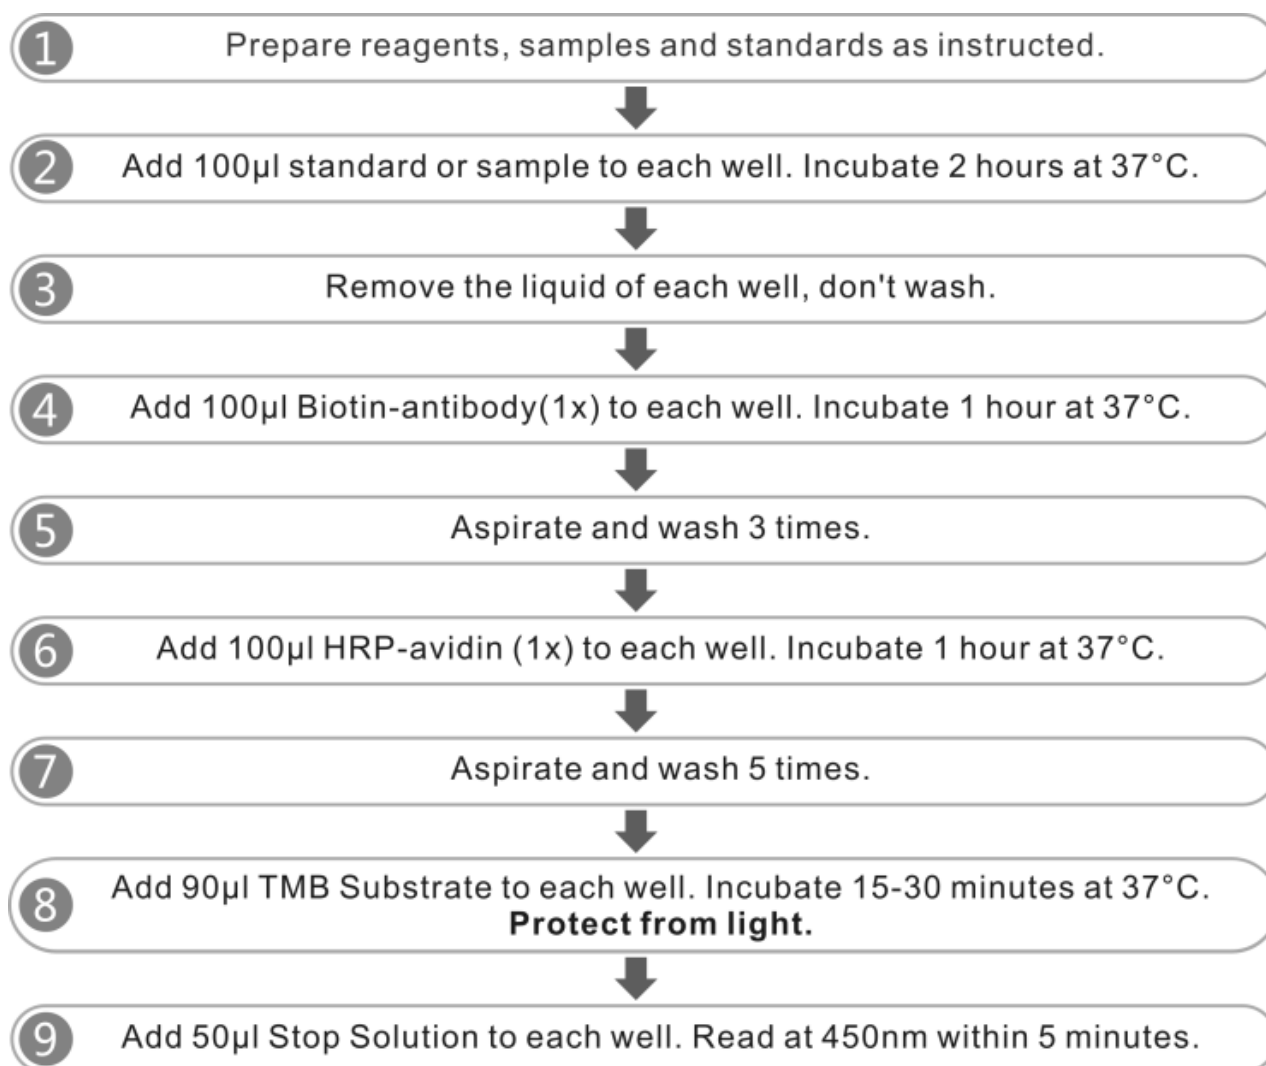 1
Prepare reagents, samples and standards as instructed.
2
Add 100µl standard or sample to each well. Incubate 2 hours at 37°C.
3
Remove the liquid of each well, don't wash.
4
Add 100µl Biotin-antibody(1x) to each well. Incubate 1 hour at 37°C.
5
Aspirate and wash 3 times.
6
Add 100µl HRP-avidin (1x) to each well. Incubate 1 hour at 37°C.
7
Aspirate and wash 5 times.
8
Add 90µl TMB Substrate to each well. Incubate 15-30 minutes at 37°C.
Protect from light.
9
Add 50µl Stop Solution to each well. Read at 450nm within 5 minutes.